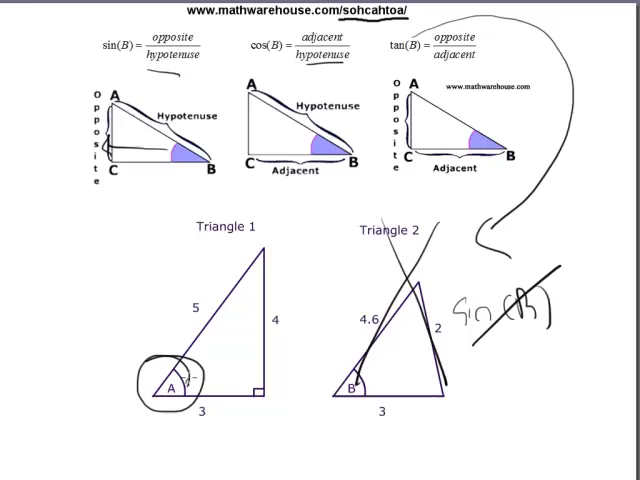 www.mathwarehouse.com/sohcahtoa/
sin(B) = opposite / hypotenuse
cos(B) = adjacent / hypotenuse
tan(B) = opposite / adjacent
A
Opposite
Hypotenuse
C
B
A
Hypotenuse
C
B
Adjacent
www.mathwarehouse.com
A
Opposite
C
B
Adjacent
Triangle 1
5
4
A
3
Triangle 2
4.6
2
B
3
sin (B)